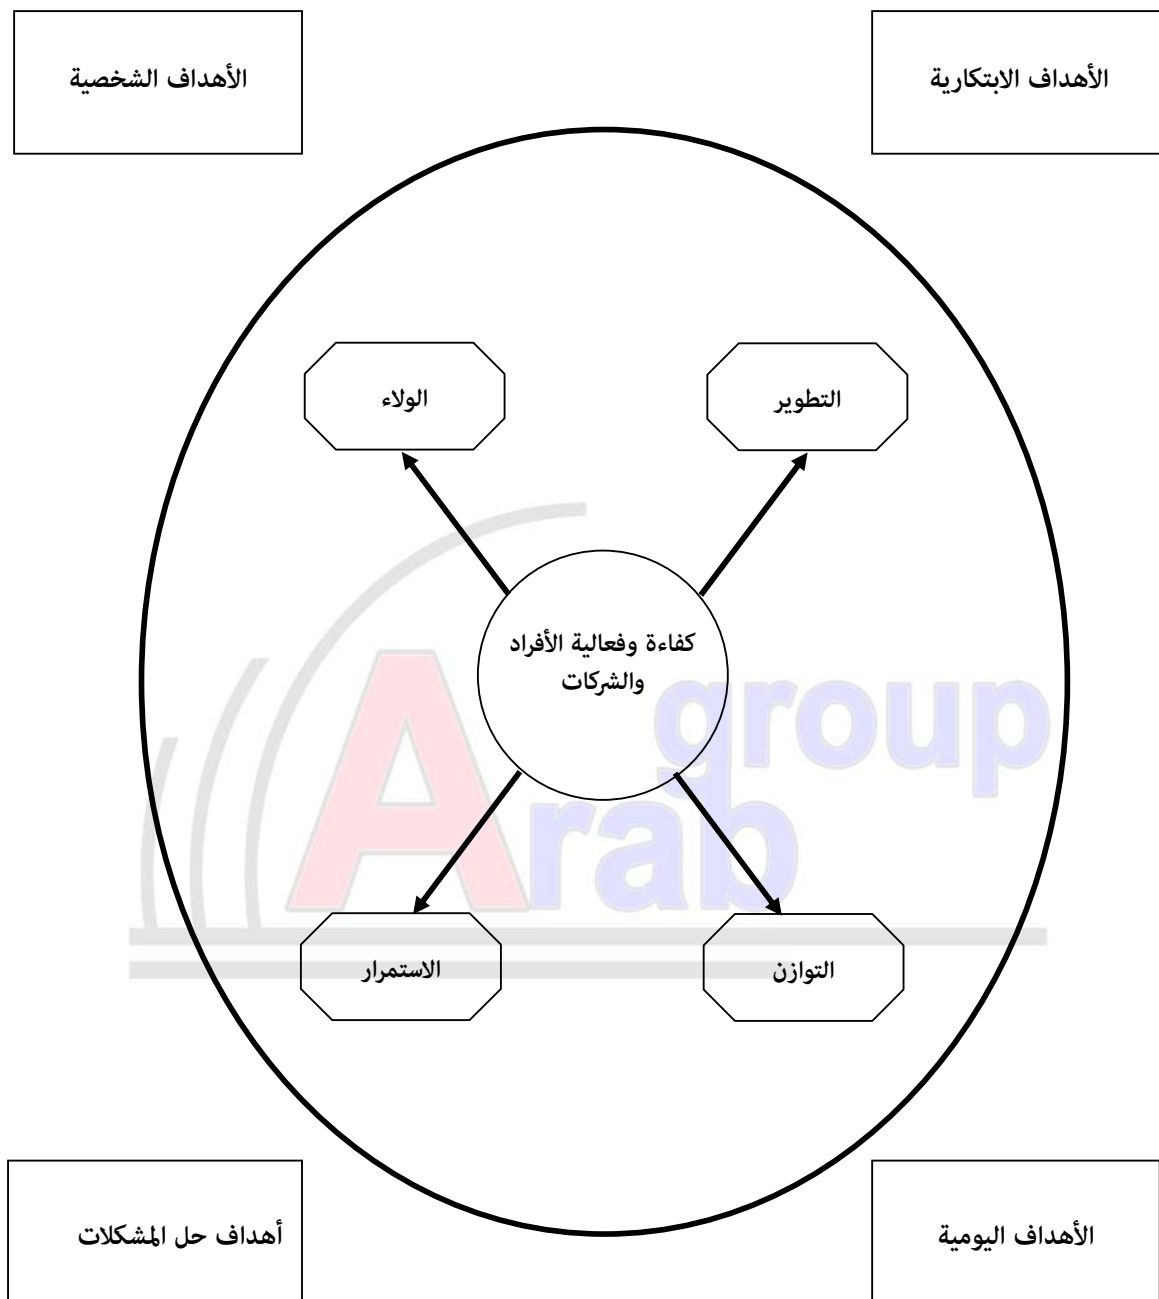 الأهداف الابتكارية
الأهداف الشخصية
التطوير
الولاء
كفاءة وفعالية الأفراد
والشركات
group
Arab
التوازن
الاستمرار
الأهداف اليومية
أهداف حل المشكلات